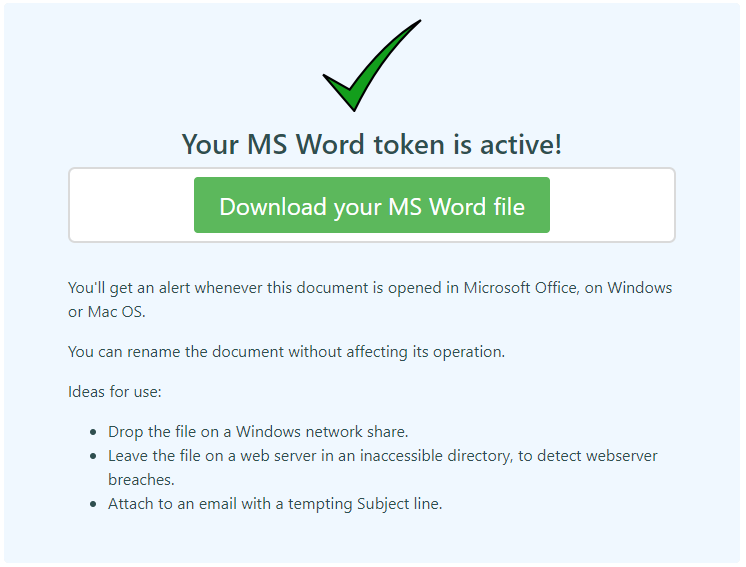 Your MS Word token is active!
Download your MS Word file
You'll get an alert whenever this document is opened in Microsoft Office, on Windows
or Mac OS.
You can rename the document without affecting its operation.
Ideas for use:
• Drop the file on a Windows network share.
• Leave the file on a web server in an inaccessible directory, to detect webserver
breaches.
• Attach to an email with a tempting Subject line.